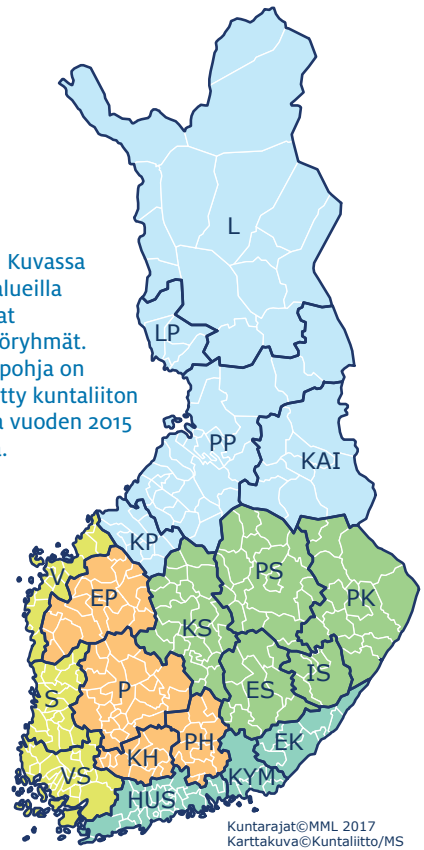 L
Kuvassa
alueilla
at
öryhmät.
pohja on
tty kuntaliiton
a vuoden 2015
.
LP
PP
KAI
KP
V
EP
PS
PK
KS
IS
ES
S
P
EK
PH
KH
KYM
VS
HUS
Kuntarajat©MML 2017
Karttakuva©Kuntaliitto/MS